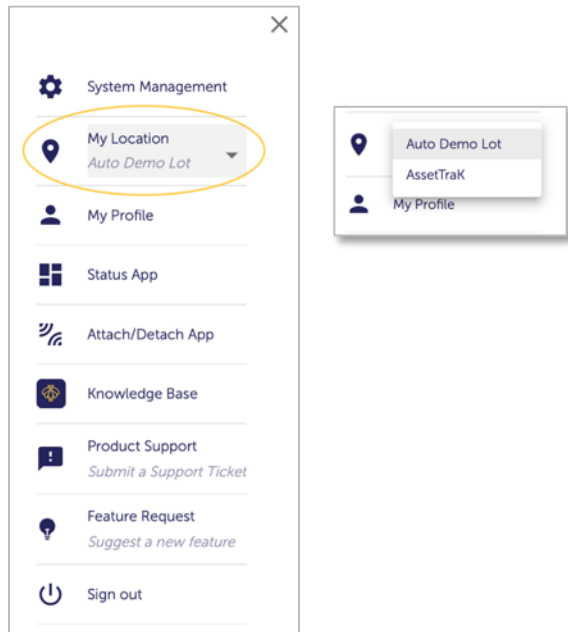 System Management
My Location
Auto Demo Lot
My Profile
Status App
Attach/Detach App
Knowledge Base
Product Support
Submit a Support Ticket
Feature Request
Suggest a new feature
Sign out
Auto Demo Lot
AssetTraK
My Profile